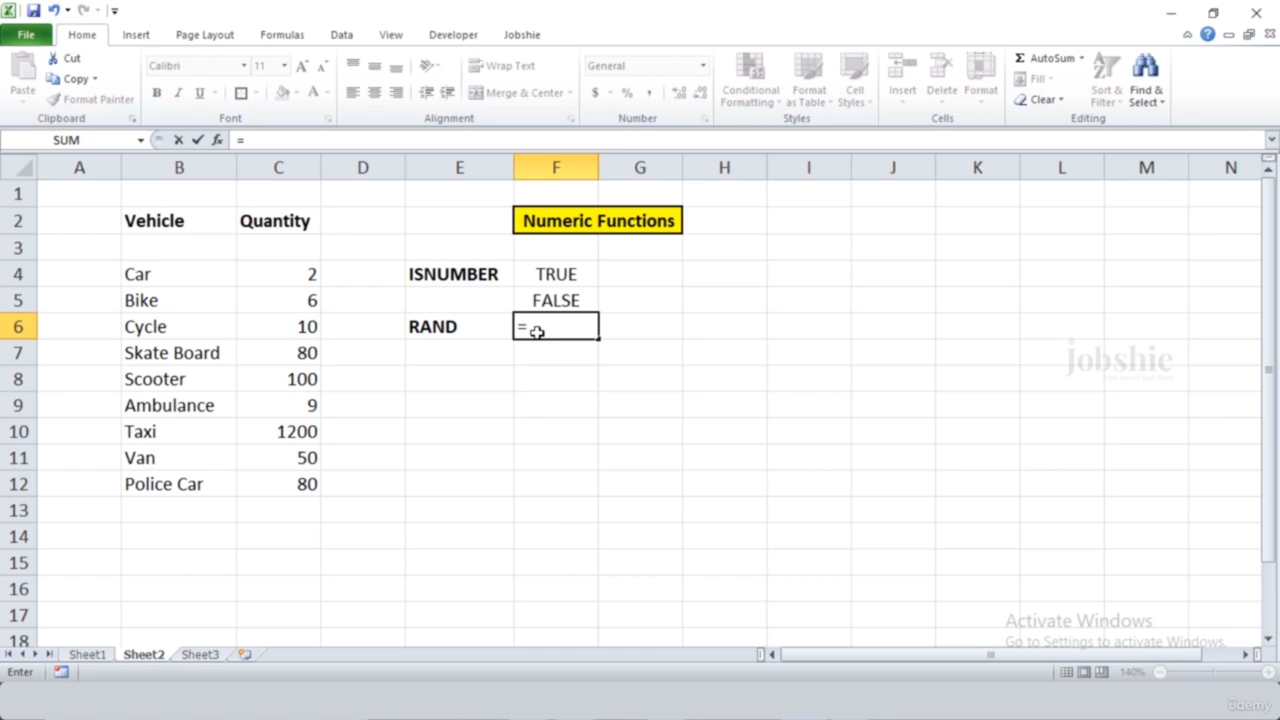 File Home Insert Page Layout Formulas Data View Developer Jobshie
Paste Cut Copy Format Painter Clipboard
Calibri 11 B I U A A A Font
Wrap Text Merge & Center Alignment
General $ % , Number
Conditional Formatting Format as Table Cell Styles Styles
Insert Delete Format Cells
Σ AutoSum Fill Clear Sort & Filter Find & Select Editing
SUM fx =
A B C D E F G H I J K L M N
1
2 Vehicle Quantity Numeric Functions
3
4 Car 2 ISNUMBER TRUE
5 Bike 6 FALSE
6 Cycle 10 RAND =
7 Skate Board 80
8 Scooter 100
9 Ambulance 9
10 Taxi 1200
11 Van 50
12 Police Car 80
13
14
15
16
17
18
jobshie
Activate Windows
Go to Settings to activate Windows.
Sheet1 Sheet2 Sheet3
Enter 140%
Udemy